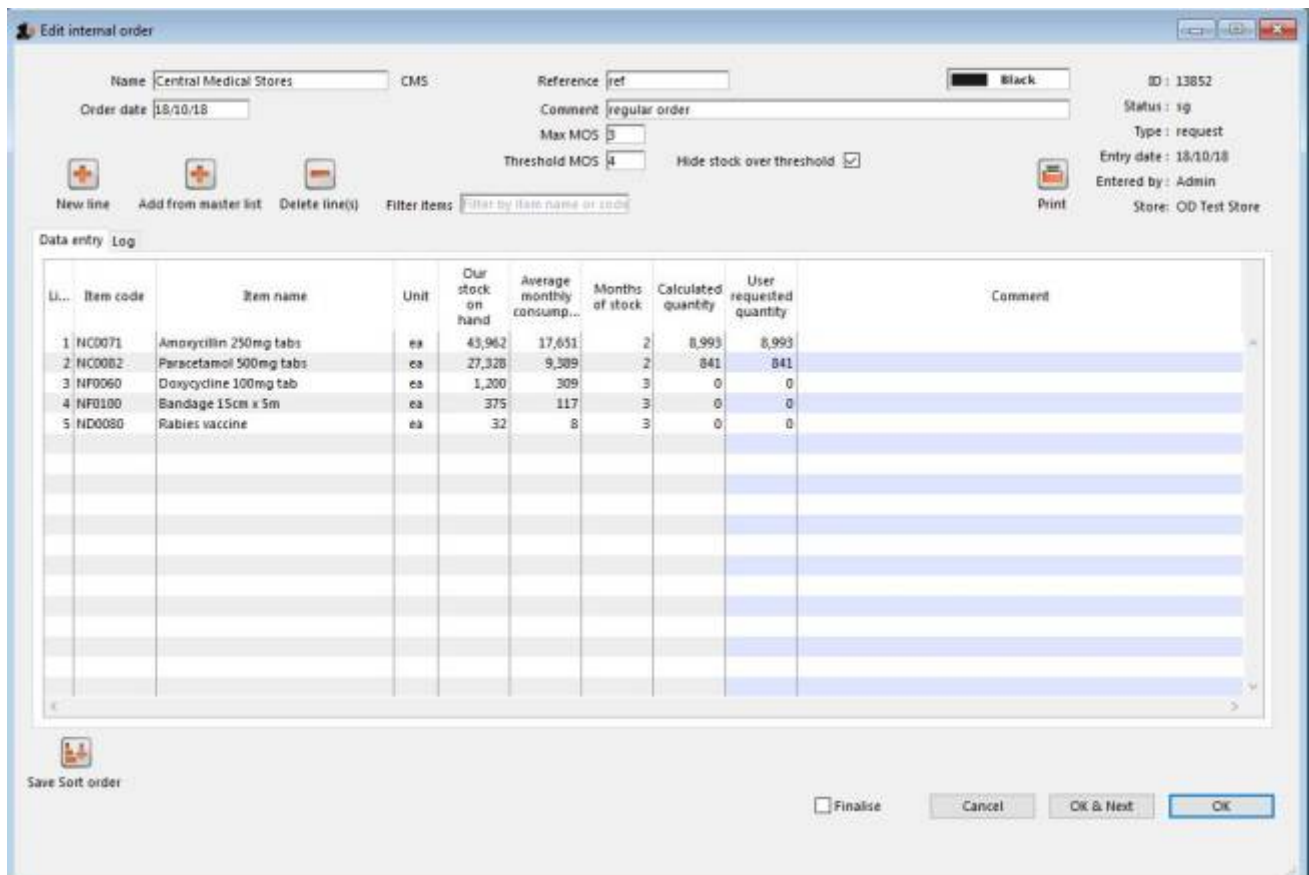 Edit internal order
Name Central Medical Stores CMS Reference ref Black ID : 13852
Order date 18/10/18 Comment regular order Status : sg
Max MOS 3 Type : request
Threshold MOS 4 Hide stock over threshold Entry date : 18/10/18
Entered by : Admin
New line Add from master list Delete line(s) Filter items Filter by item name or code Print Store: OD Test Store
Data entry Log
Li... Item code Item name Unit Our stock on hand Average monthly consump... Months of stock Calculated quantity User requested quantity Comment
1 NC0071 Amoxycillin 250mg tabs ea 43,962 17,651 2 8,993 8,993
2 NC0082 Paracetamol 500mg tabs ea 27,328 9,389 2 841 841
3 NF0060 Doxycycline 100mg tab ea 1,200 309 3 0 0
4 NF0100 Bandage 15cm x 5m ea 375 117 3 0 0
5 ND0080 Rabies vaccine ea 32 8 3 0 0
Save Sort order
Finalise Cancel OK & Next OK